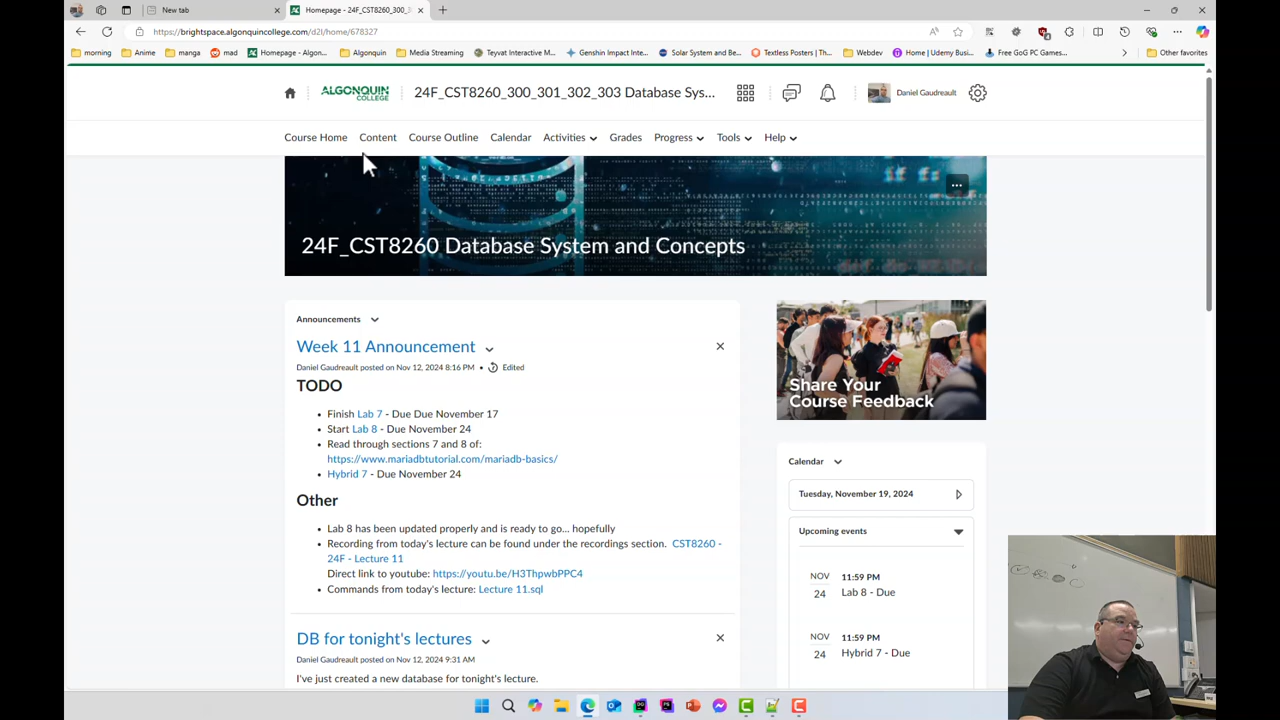 New tab
Homepage - 24F_CST8260_300_3
https://brightspace.algonquincollege.com/d2l/home/678327
morning
Anime
manga
mad
Homepage - Algon...
Algonquin
Media Streaming
Teyvat Interactive M...
Genshin Impact Inte...
Solar System and Be...
Textless Posters | Th...
Webdev
Home | Udemy Busi...
Free GoG PC Games...
Other favorites
ALGONQUIN
COLLEGE
24F_CST8260_300_301_302_303 Database Sys...
Daniel Gaudreault
Course Home
Content
Course Outline
Calendar
Activities
Grades
Progress
Tools
Help
24F_CST8260 Database System and Concepts
Announcements
Week 11 Announcement
Daniel Gaudreault posted on Nov 12, 2024 8:16 PM • Edited
TODO
• Finish Lab 7 - Due Due November 17
• Start Lab 8 - Due November 24
• Read through sections 7 and 8 of:
https://www.mariadbtutorial.com/mariadb-basics/
• Hybrid 7 - Due November 24
Other
• Lab 8 has been updated properly and is ready to go... hopefully
• Recording from today's lecture can be found under the recordings section. CST8260 -
24F - Lecture 11
Direct link to youtube: https://youtu.be/H3ThpwbPPC4
• Commands from today's lecture: Lecture 11.sql
DB for tonight's lectures
Daniel Gaudreault posted on Nov 12, 2024 9:31 AM
I've just created a new database for tonight's lecture.
Share Your
Course Feedback
Calendar
Tuesday, November 19, 2024
Upcoming events
NOV
24
11:59 PM
Lab 8 - Due
NOV
24
11:59 PM
Hybrid 7 - Due